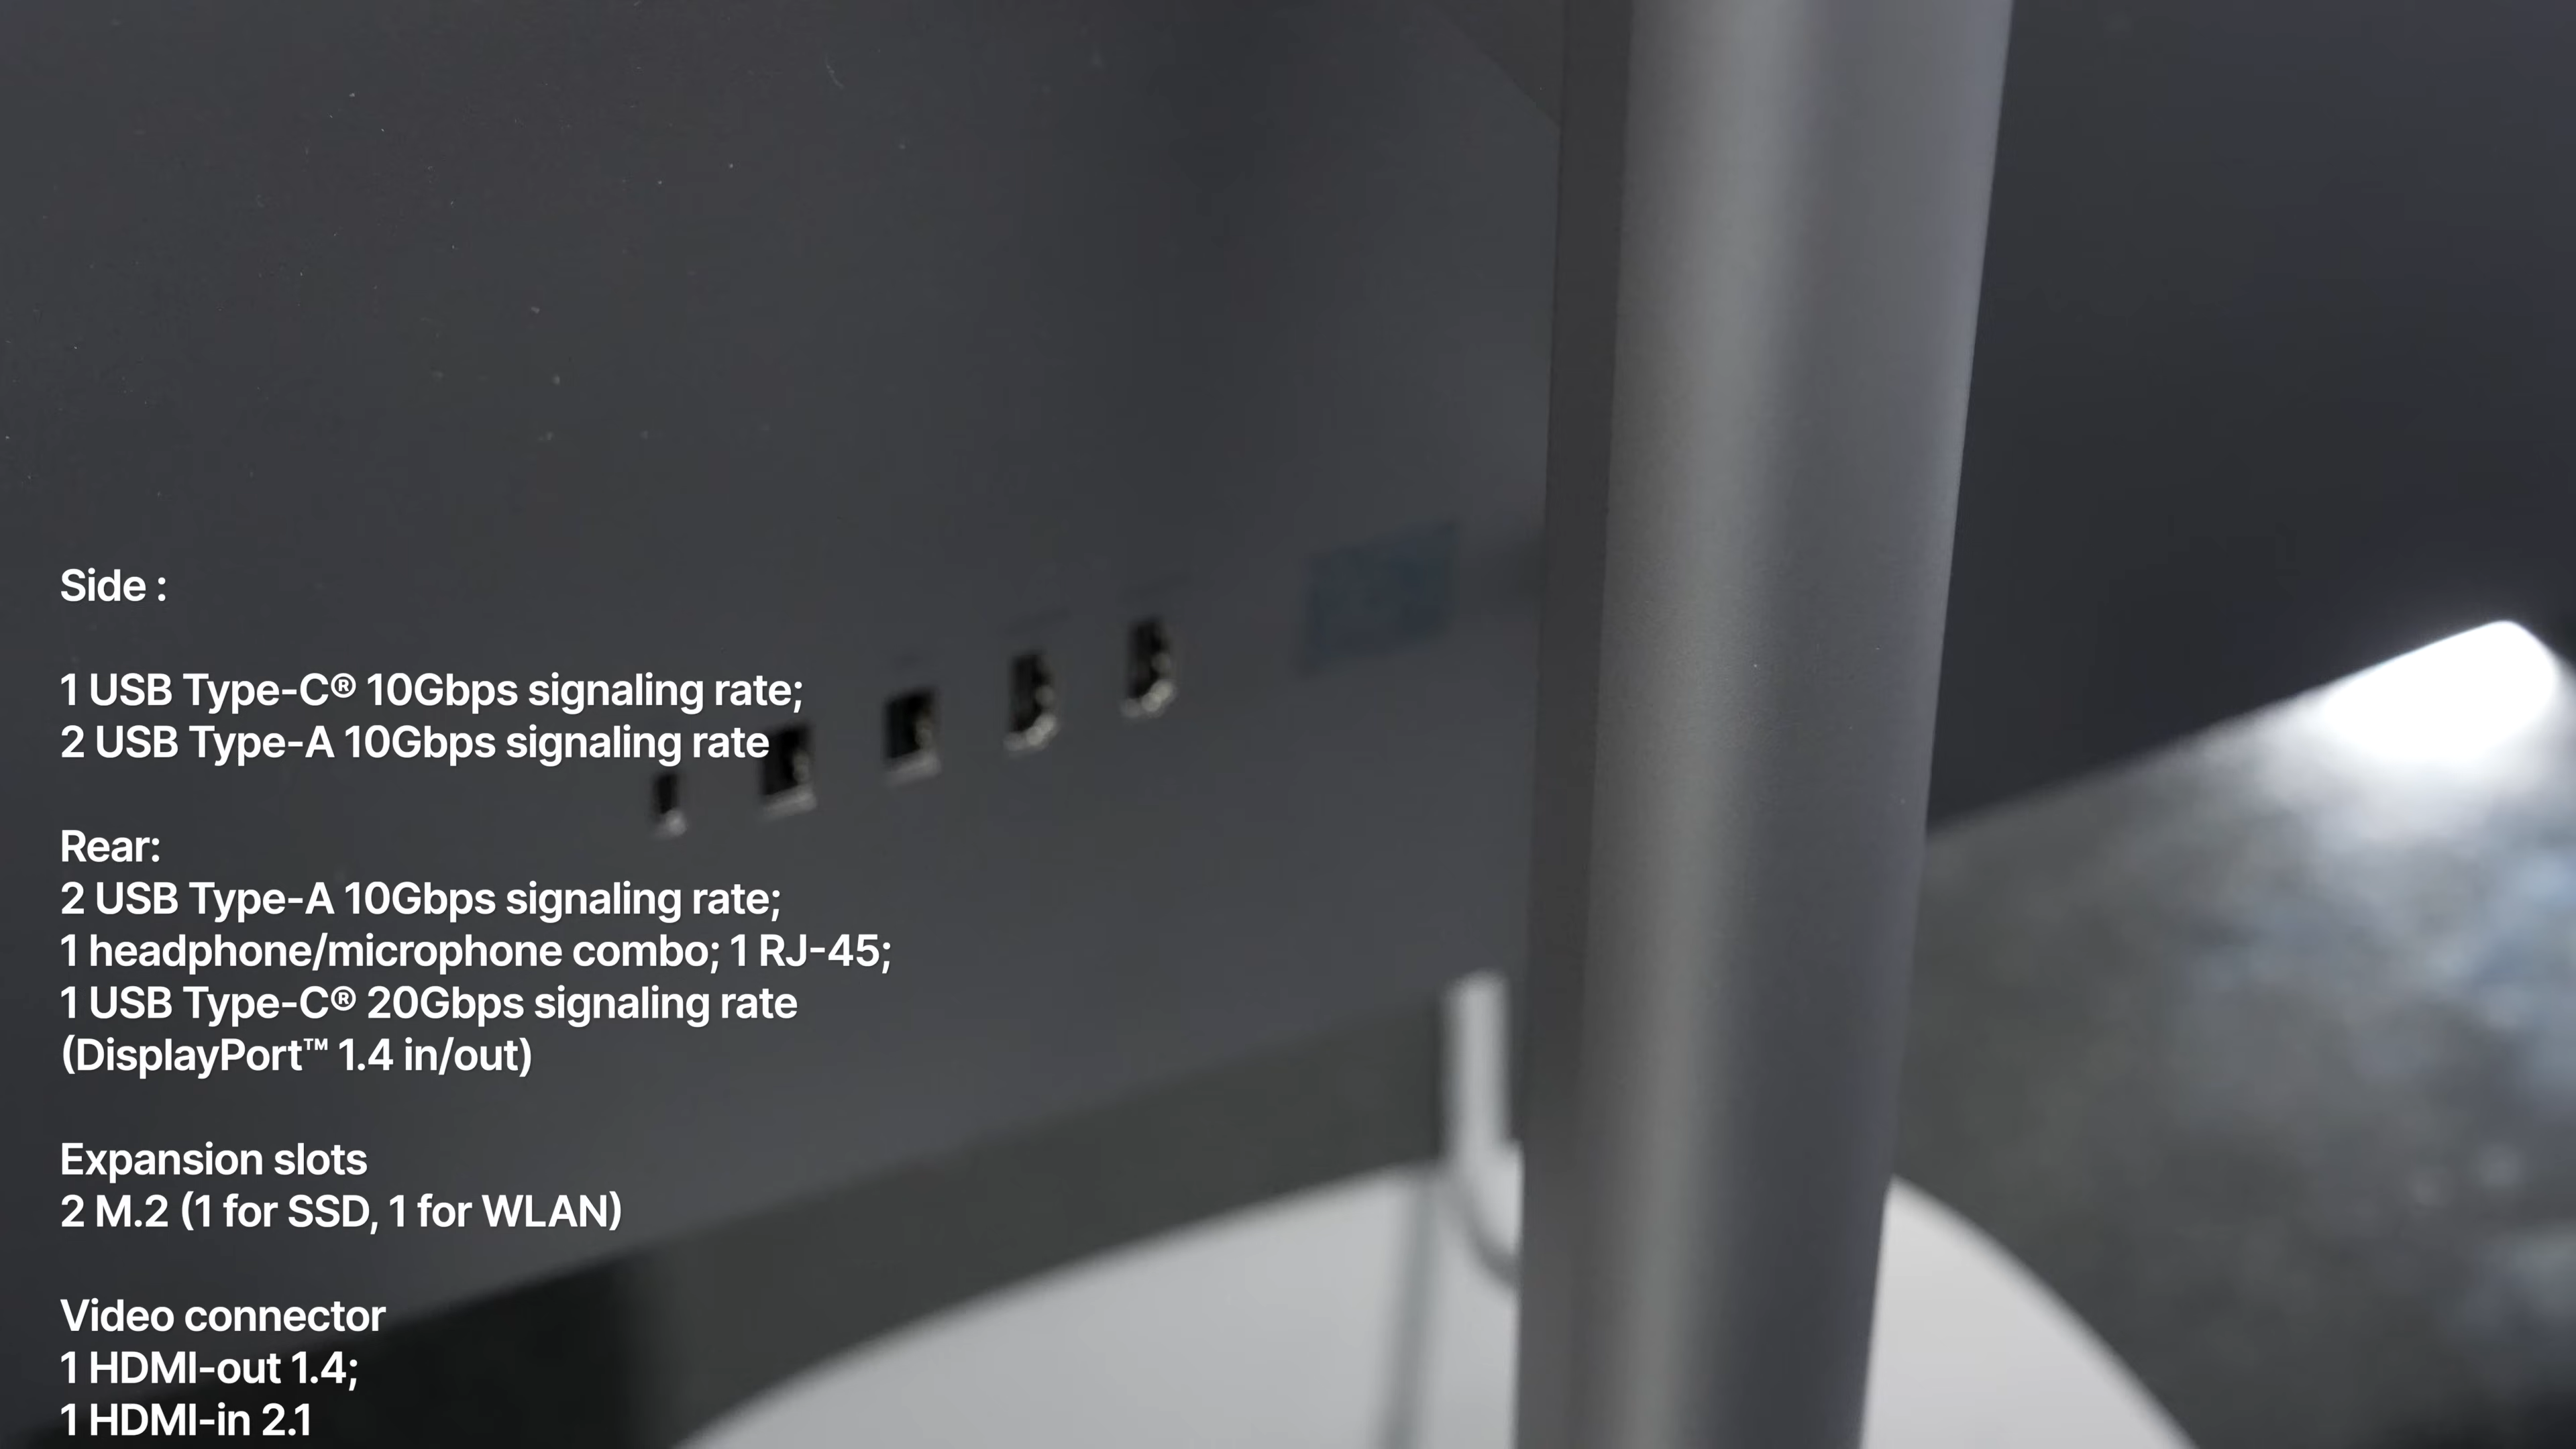 Side :
1 USB Type-C® 10Gbps signaling rate;
2 USB Type-A 10Gbps signaling rate
Rear:
2 USB Type-A 10Gbps signaling rate;
1 headphone/microphone combo; 1 RJ-45;
1 USB Type-C® 20Gbps signaling rate
(DisplayPort™ 1.4 in/out)
Expansion slots
2 M.2 (1 for SSD, 1 for WLAN)
Video connector
1 HDMI-out 1.4;
1 HDMI-in 2.1